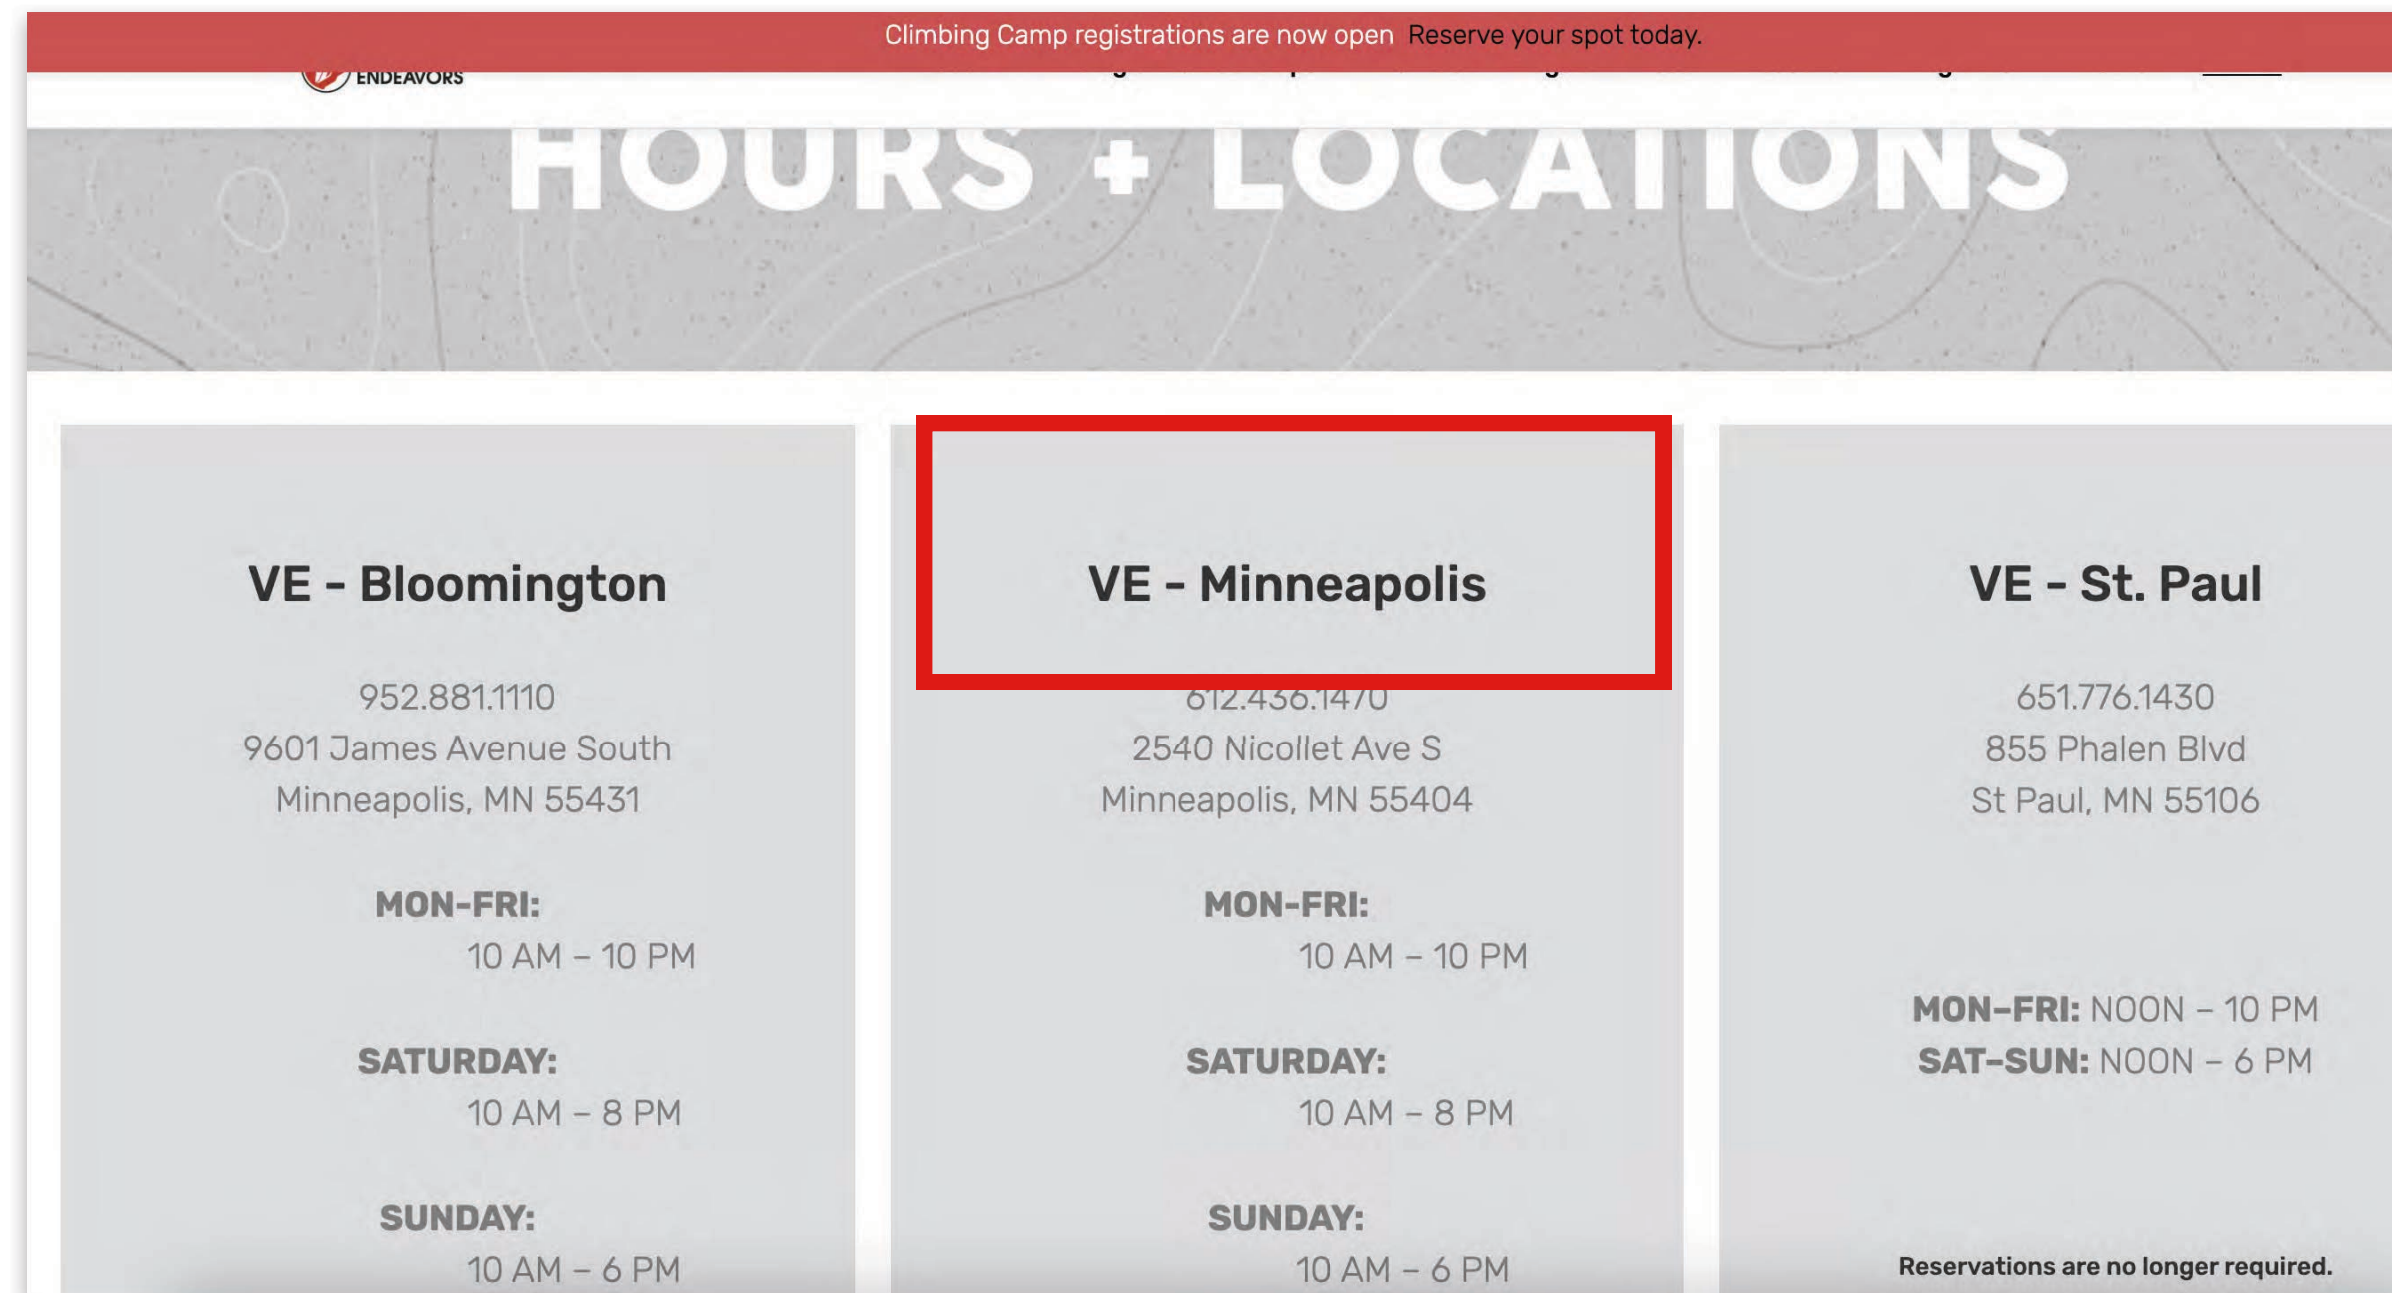 Climbing Camp registrations are now open Reserve your spot today.
ENDEAVORS
HOURS + LOCATIONS
VE - Bloomington
952.881.1110
9601 James Avenue South
Minneapolis, MN 55431
MON-FRI:
10 AM – 10 PM
SATURDAY:
10 AM – 8 PM
SUNDAY:
10 AM – 6 PM
VE - Minneapolis
612.436.1470
2540 Nicollet Ave S
Minneapolis, MN 55404
MON-FRI:
10 AM – 10 PM
SATURDAY:
10 AM – 8 PM
SUNDAY:
10 AM – 6 PM
VE - St. Paul
651.776.1430
855 Phalen Blvd
St Paul, MN 55106
MON–FRI: NOON – 10 PM
SAT–SUN: NOON – 6 PM
Reservations are no longer required.